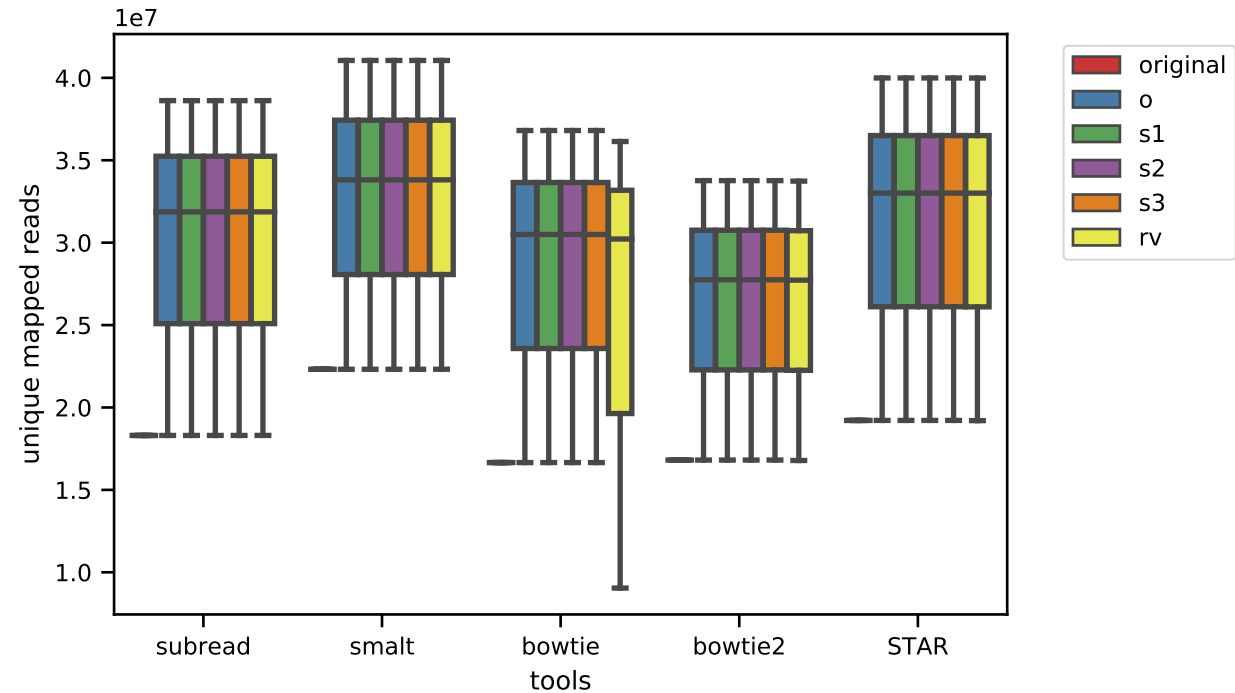 1e7
unique mapped reads
4.0
3.5
3.0
2.5
2.0
1.5
1.0
subread
smalt
bowtie
bowtie2
STAR
tools
original
o
s1
s2
s3
rv